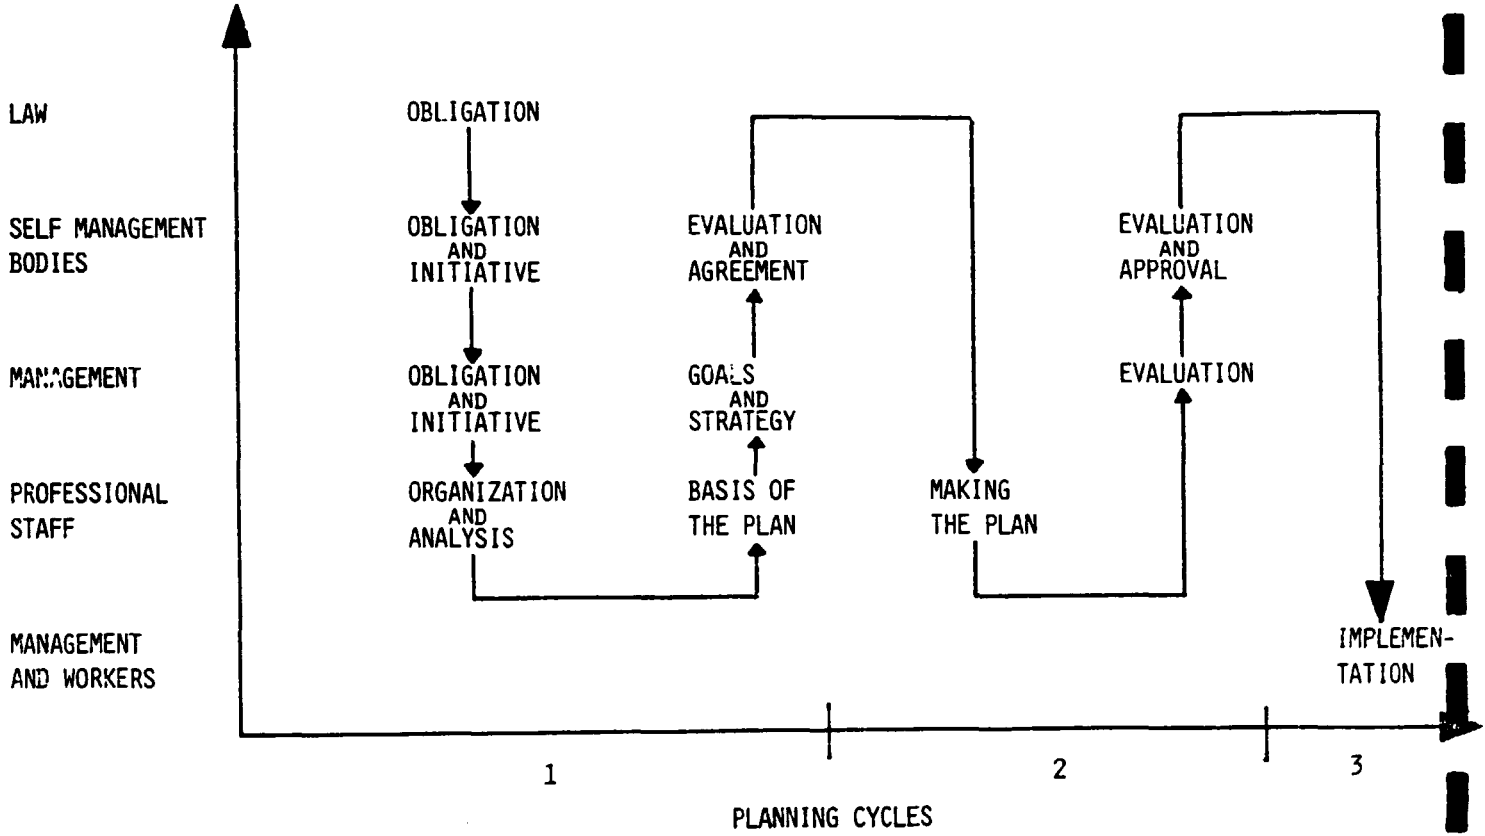 LAW
OBLIGATION
SELF MANAGEMENT
BODIES
OBLIGATION
AND
INITIATIVE
EVALUATION
AND
AGREEMENT
EVALUATION
AND
APPROVAL
MANAGEMENT
OBLIGATION
AND
INITIATIVE
GOALS
AND
STRATEGY
EVALUATION
PROFESSIONAL
STAFF
ORGANIZATION
AND
ANALYSIS
BASIS OF
THE PLAN
MAKING
THE PLAN
MANAGEMENT
AND WORKERS
IMPLEMEN-
TATION
1
2
3
PLANNING CYCLES